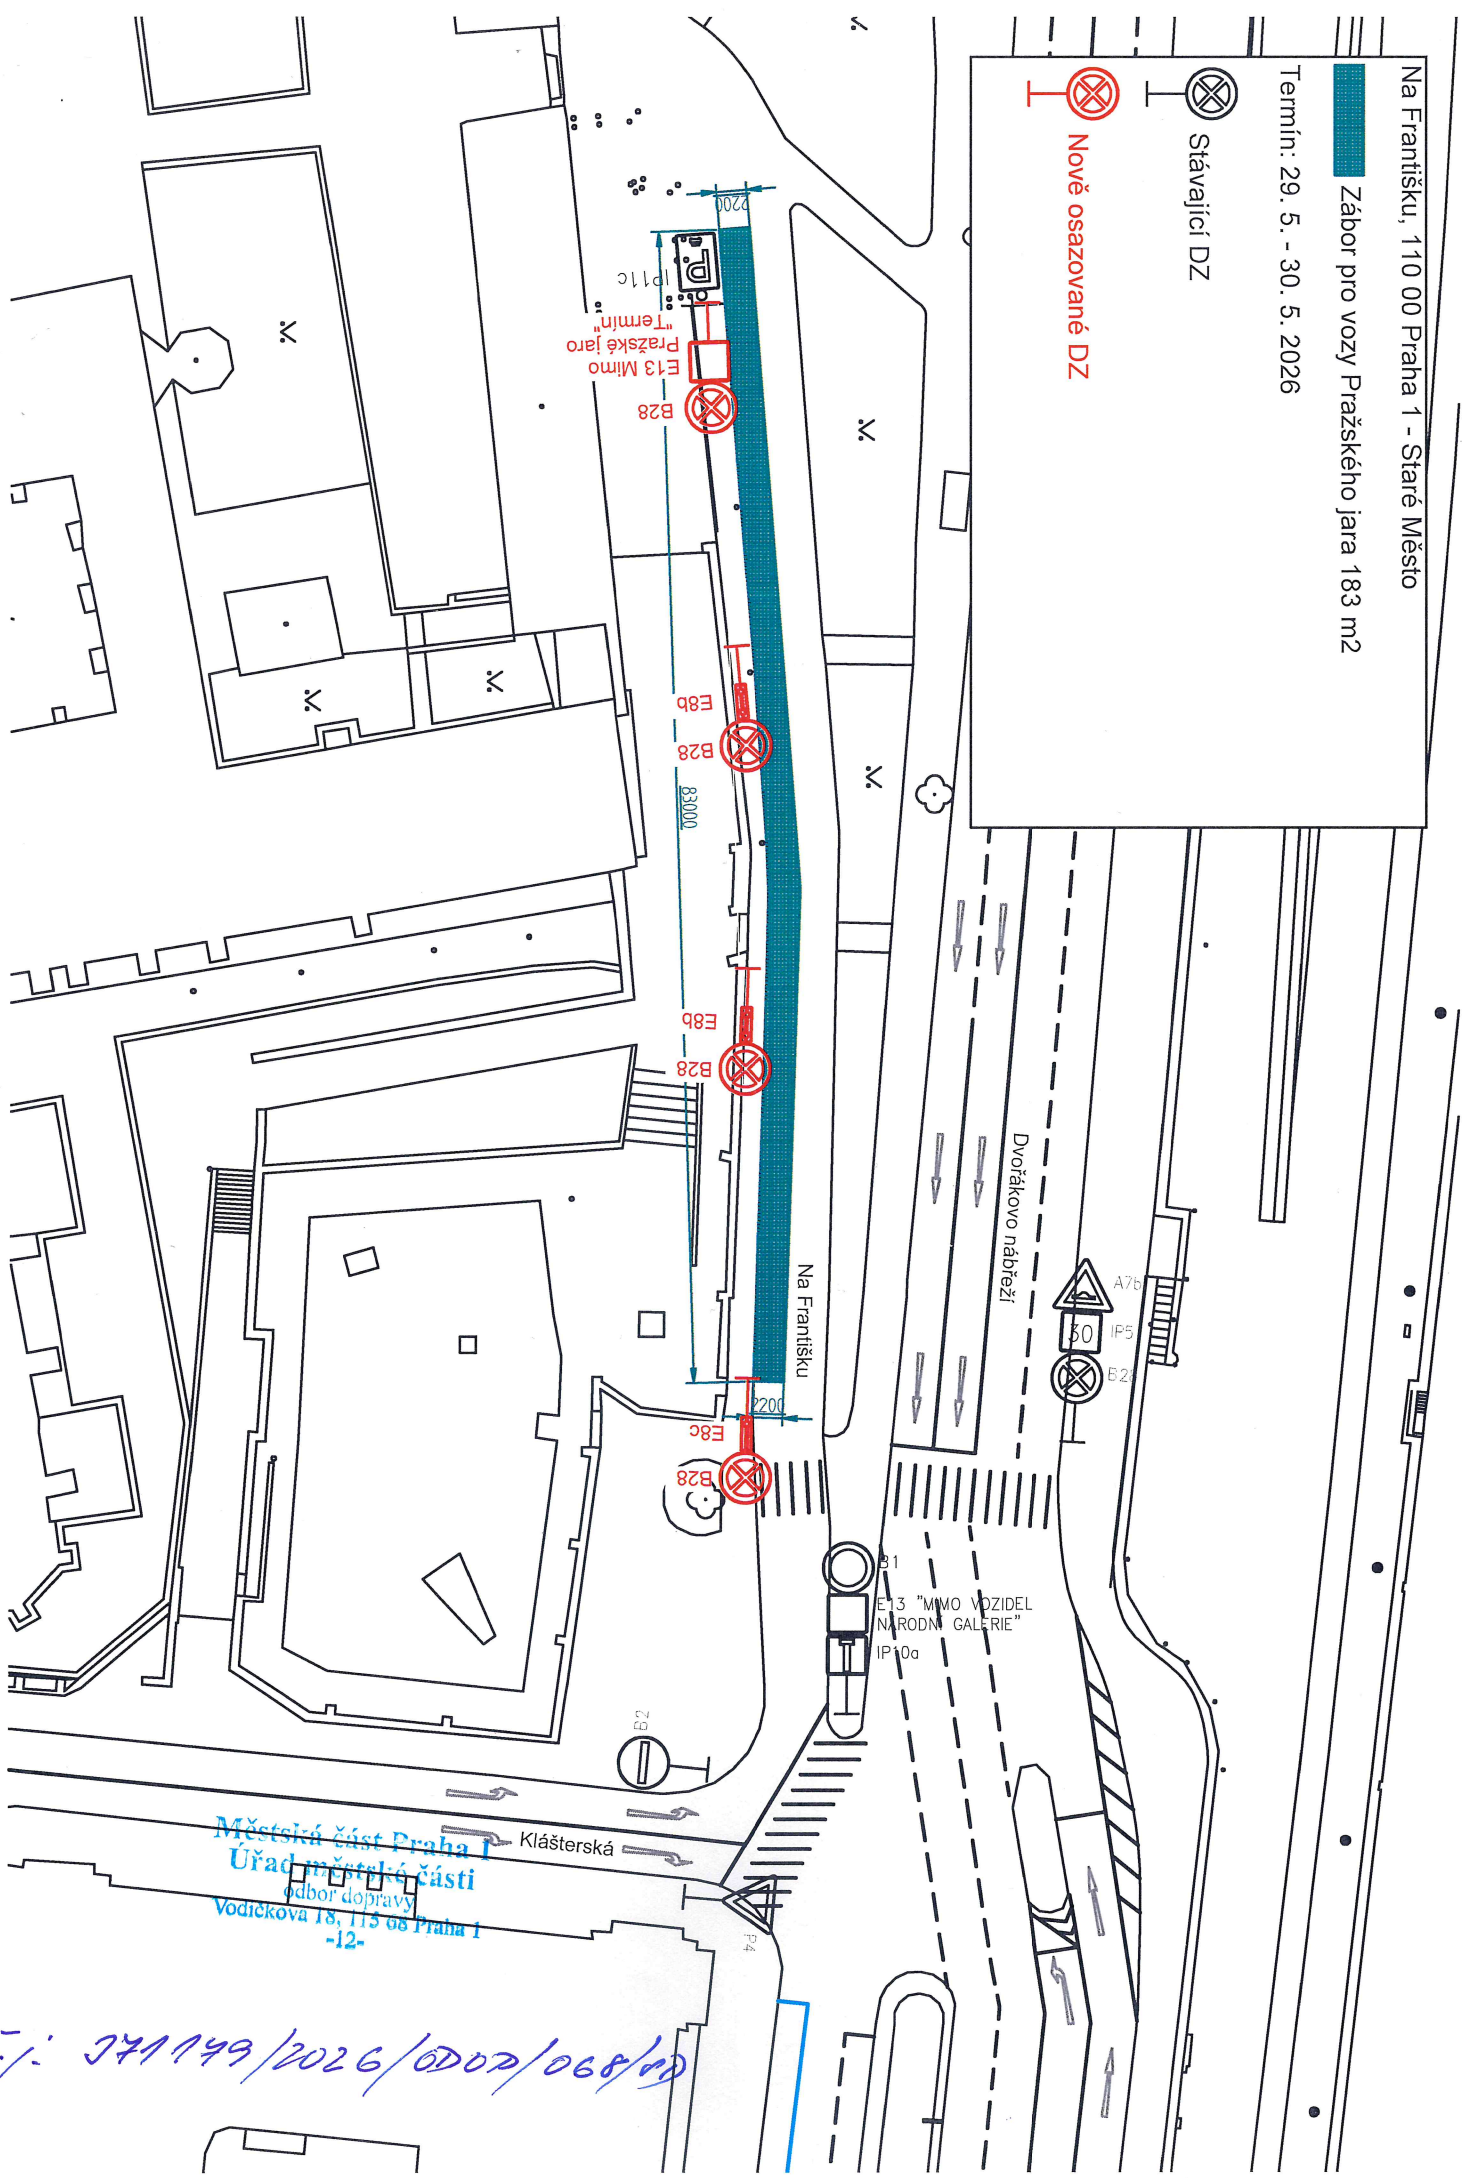 Na Františku, 110 00 Praha 1 - Staré Město
Zábor pro vozy Pražského jara 183 m2
Termín: 29. 5. - 30. 5. 2026
Stávající DZ
Nově osazované DZ
2200
IP11c
E13 Mimo
Pražské jaro
"Termín"
B28
E8b
B28
83000
E8b
B28
Na Františku
2200
E8c
B28
Dvořákovo nábřeží
A7b
30
IP5
B28
B1
E13 "MIMO VOZIDEL
NÁRODNÍ GALERIE"
IP10a
B2
Klášterská
P4
Městská část Praha 1
Úřad městské části
odbor dopravy
Vodičkova 18, 115 68 Praha 1
-12-